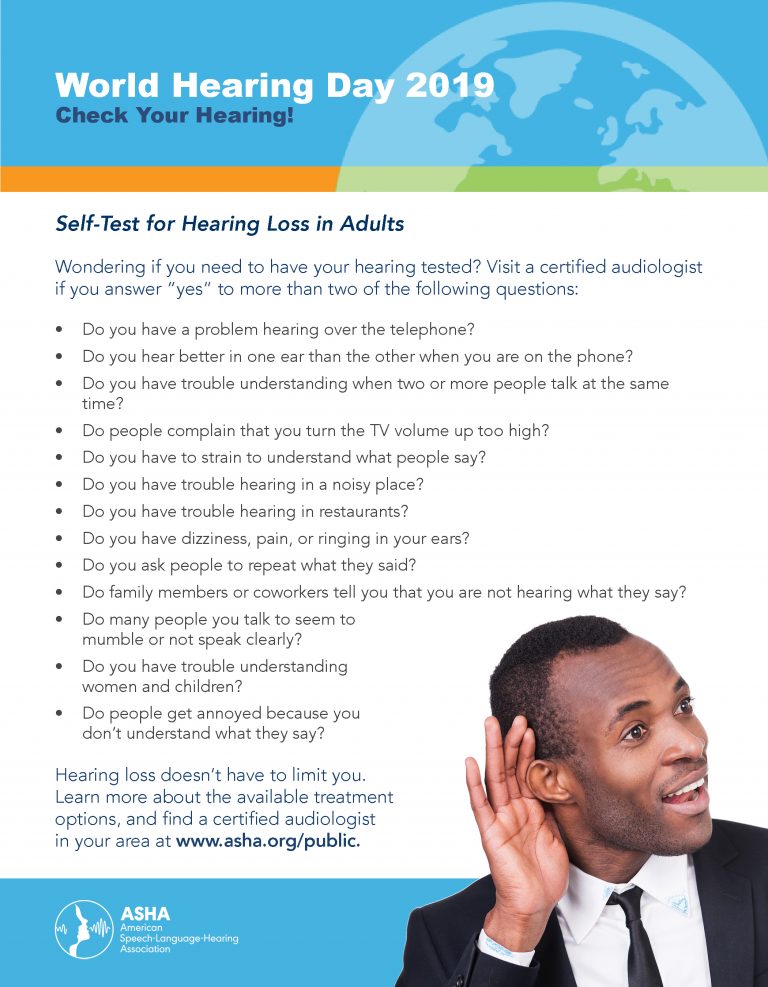 World Hearing Day 2019
Check Your Hearing!
Self-Test for Hearing Loss in Adults
Wondering if you need to have your hearing tested? Visit a certified audiologist
if you answer “yes“ to more than two of the following questions:
• Do you have a problem hearing over the telephone?
• Do you hear better in one ear than the other when you are on the phone?
• Do you have trouble understanding when two or more people talk at the same
time?
• Do people complain that you turn the TV volume up too high?
• Do you have to strain to understand what people say?
• Do you have trouble hearing in a noisy place?
• Do you have trouble hearing in restaurants?
• Do you have dizziness, pain, or ringing in your ears?
• Do you ask people to repeat what they said?
• Do family members or coworkers tell you that you are not hearing what they say?
• Do many people you talk to seem to
mumble or not speak clearly?
• Do you have trouble understanding
women and children?
• Do people get annoyed because you
don’t understand what they say?
Hearing loss doesn’t have to limit you.
Learn more about the available treatment
options, and find a certified audiologist
in your area at www.asha.org/public.
ASHA
American
Speech-Language-Hearing
Association